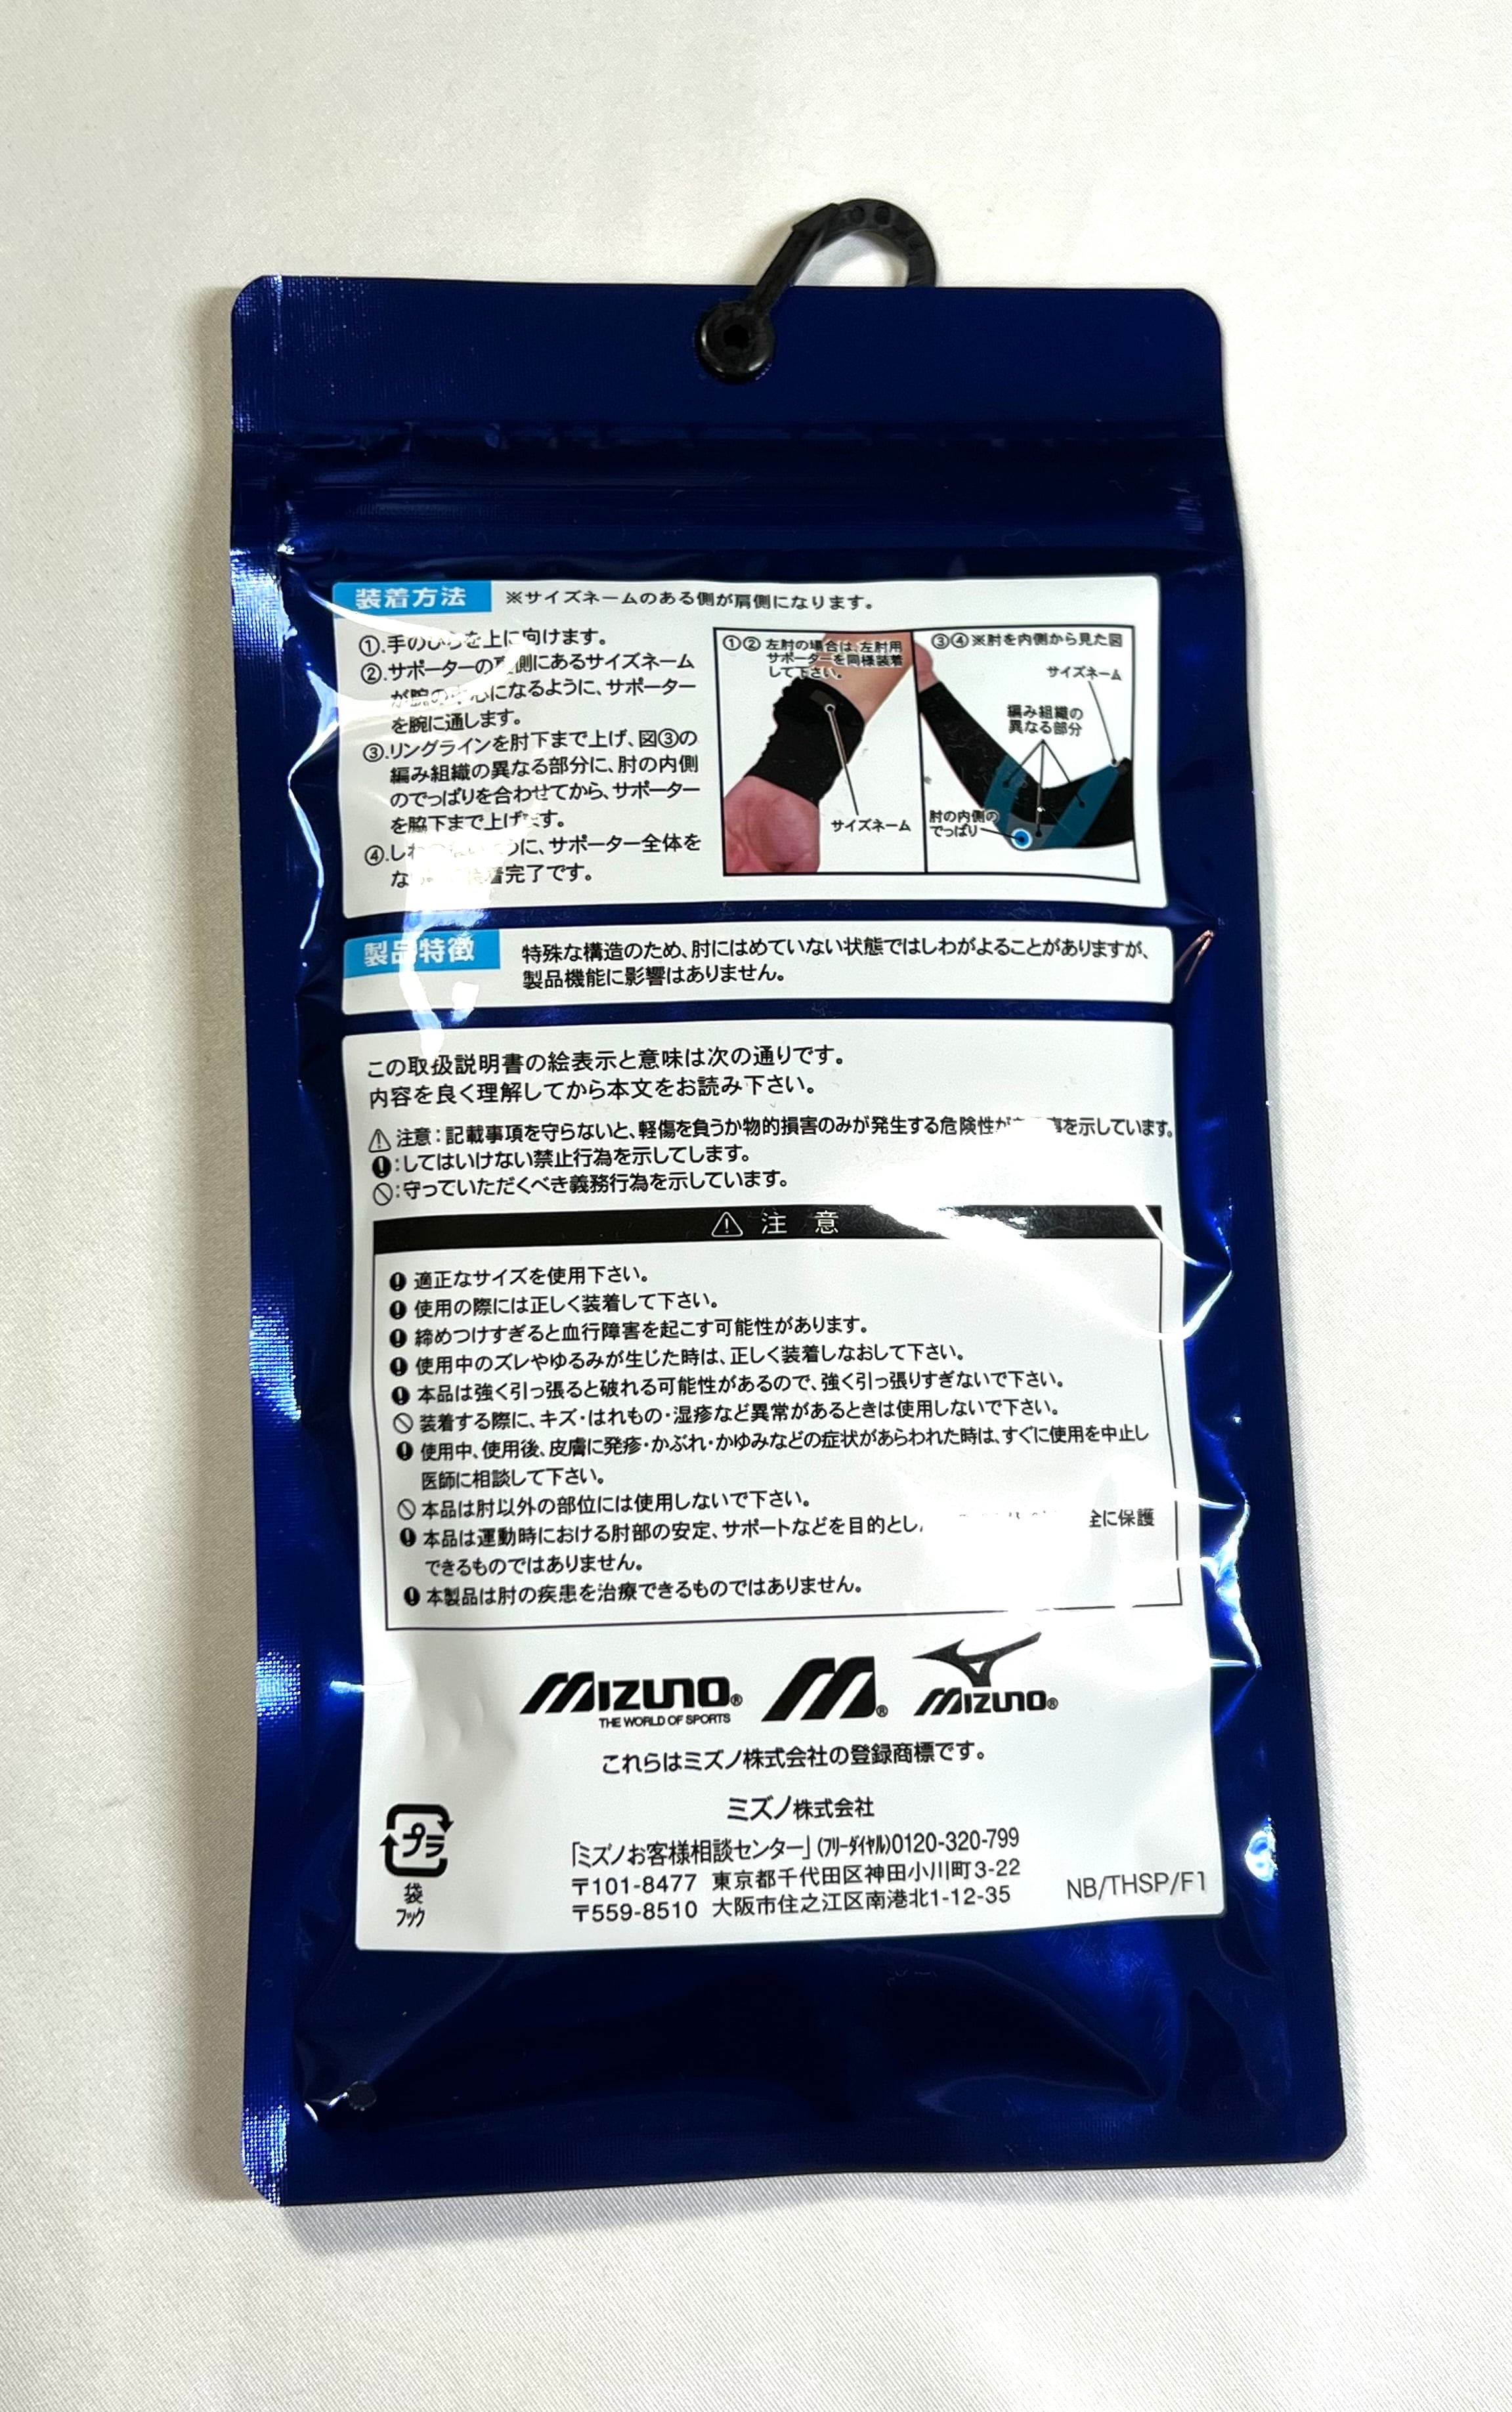 装着方法
※サイズネームのある側が肩側になります。
①.手のひらを上に向けます。
②.サポーターの裏側にあるサイズネーム
が腕の中心になるように、サポーター
を腕に通します。
③.リングラインを肘下まで上げ、図③の
編み組織の異なる部分に、肘の内側
のでっぱりを合わせてから、サポーター
を脇下まで上げます。
④.しわ ように、サポーター全体を
な 装着完了です。
①② 左肘の場合は、左肘用
サポーターを同様装着
して下さい。
サイズネーム
③④ ※肘を内側から見た図
サイズネーム
編み組織の
異なる部分
肘の内側の
でっぱり
製品特徴
特殊な構造のため、肘にはめていない状態ではしわがよることがありますが、
製品機能に影響はありません。
この取扱説明書の絵表示と意味は次の通りです。
内容を良く理解してから本文をお読み下さい。
⚠ 注意：記載事項を守らないと、軽傷を負うか物的損害のみが発生する危険性が 事を示しています。
：してはいけない禁止行為を示してします。
：守っていただくべき義務行為を示しています。
⚠ 注 意
適正なサイズを使用下さい。
使用の際には正しく装着して下さい。
締めつけすぎると血行障害を起こす可能性があります。
使用中のズレやゆるみが生じた時は、正しく装着しなおして下さい。
本品は強く引っ張ると破れる可能性があるので、強く引っ張りすぎないで下さい。
装着する際に、キズ・はれもの・湿疹など異常があるときは使用しないで下さい。
使用中、使用後、皮膚に発疹・かぶれ・かゆみなどの症状があらわれた時は、すぐに使用を中止し
医師に相談して下さい。
本品は肘以外の部位には使用しないで下さい。
本品は運動時における肘部の安定、サポートなどを目的とし 全に保護
できるものではありません。
本製品は肘の疾患を治療できるものではありません。
MIZUNO®
THE WORLD OF SPORTS
M®
MIZUNO®
これらはミズノ株式会社の登録商標です。
ミズノ株式会社
「ミズノお客様相談センター」(フリーダイヤル)0120-320-799
〒101-8477 東京都千代田区神田小川町3-22
〒559-8510 大阪市住之江区南港北1-12-35
NB/THSP/F1
プラ
袋
フック